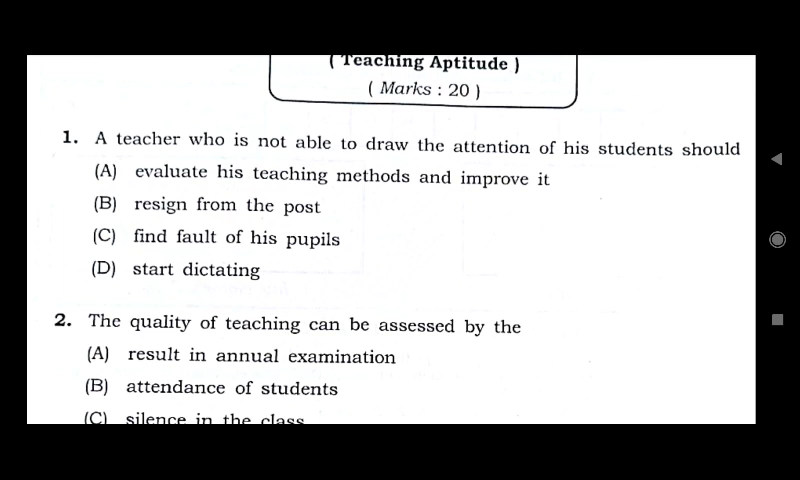 ( Teaching Aptitude )
( Marks : 20 )
1. A teacher who is not able to draw the attention of his students should
(A) evaluate his teaching methods and improve it
(B) resign from the post
(C) find fault of his pupils
(D) start dictating
2. The quality of teaching can be assessed by the
(A) result in annual examination
(B) attendance of students
(C) silence in the class